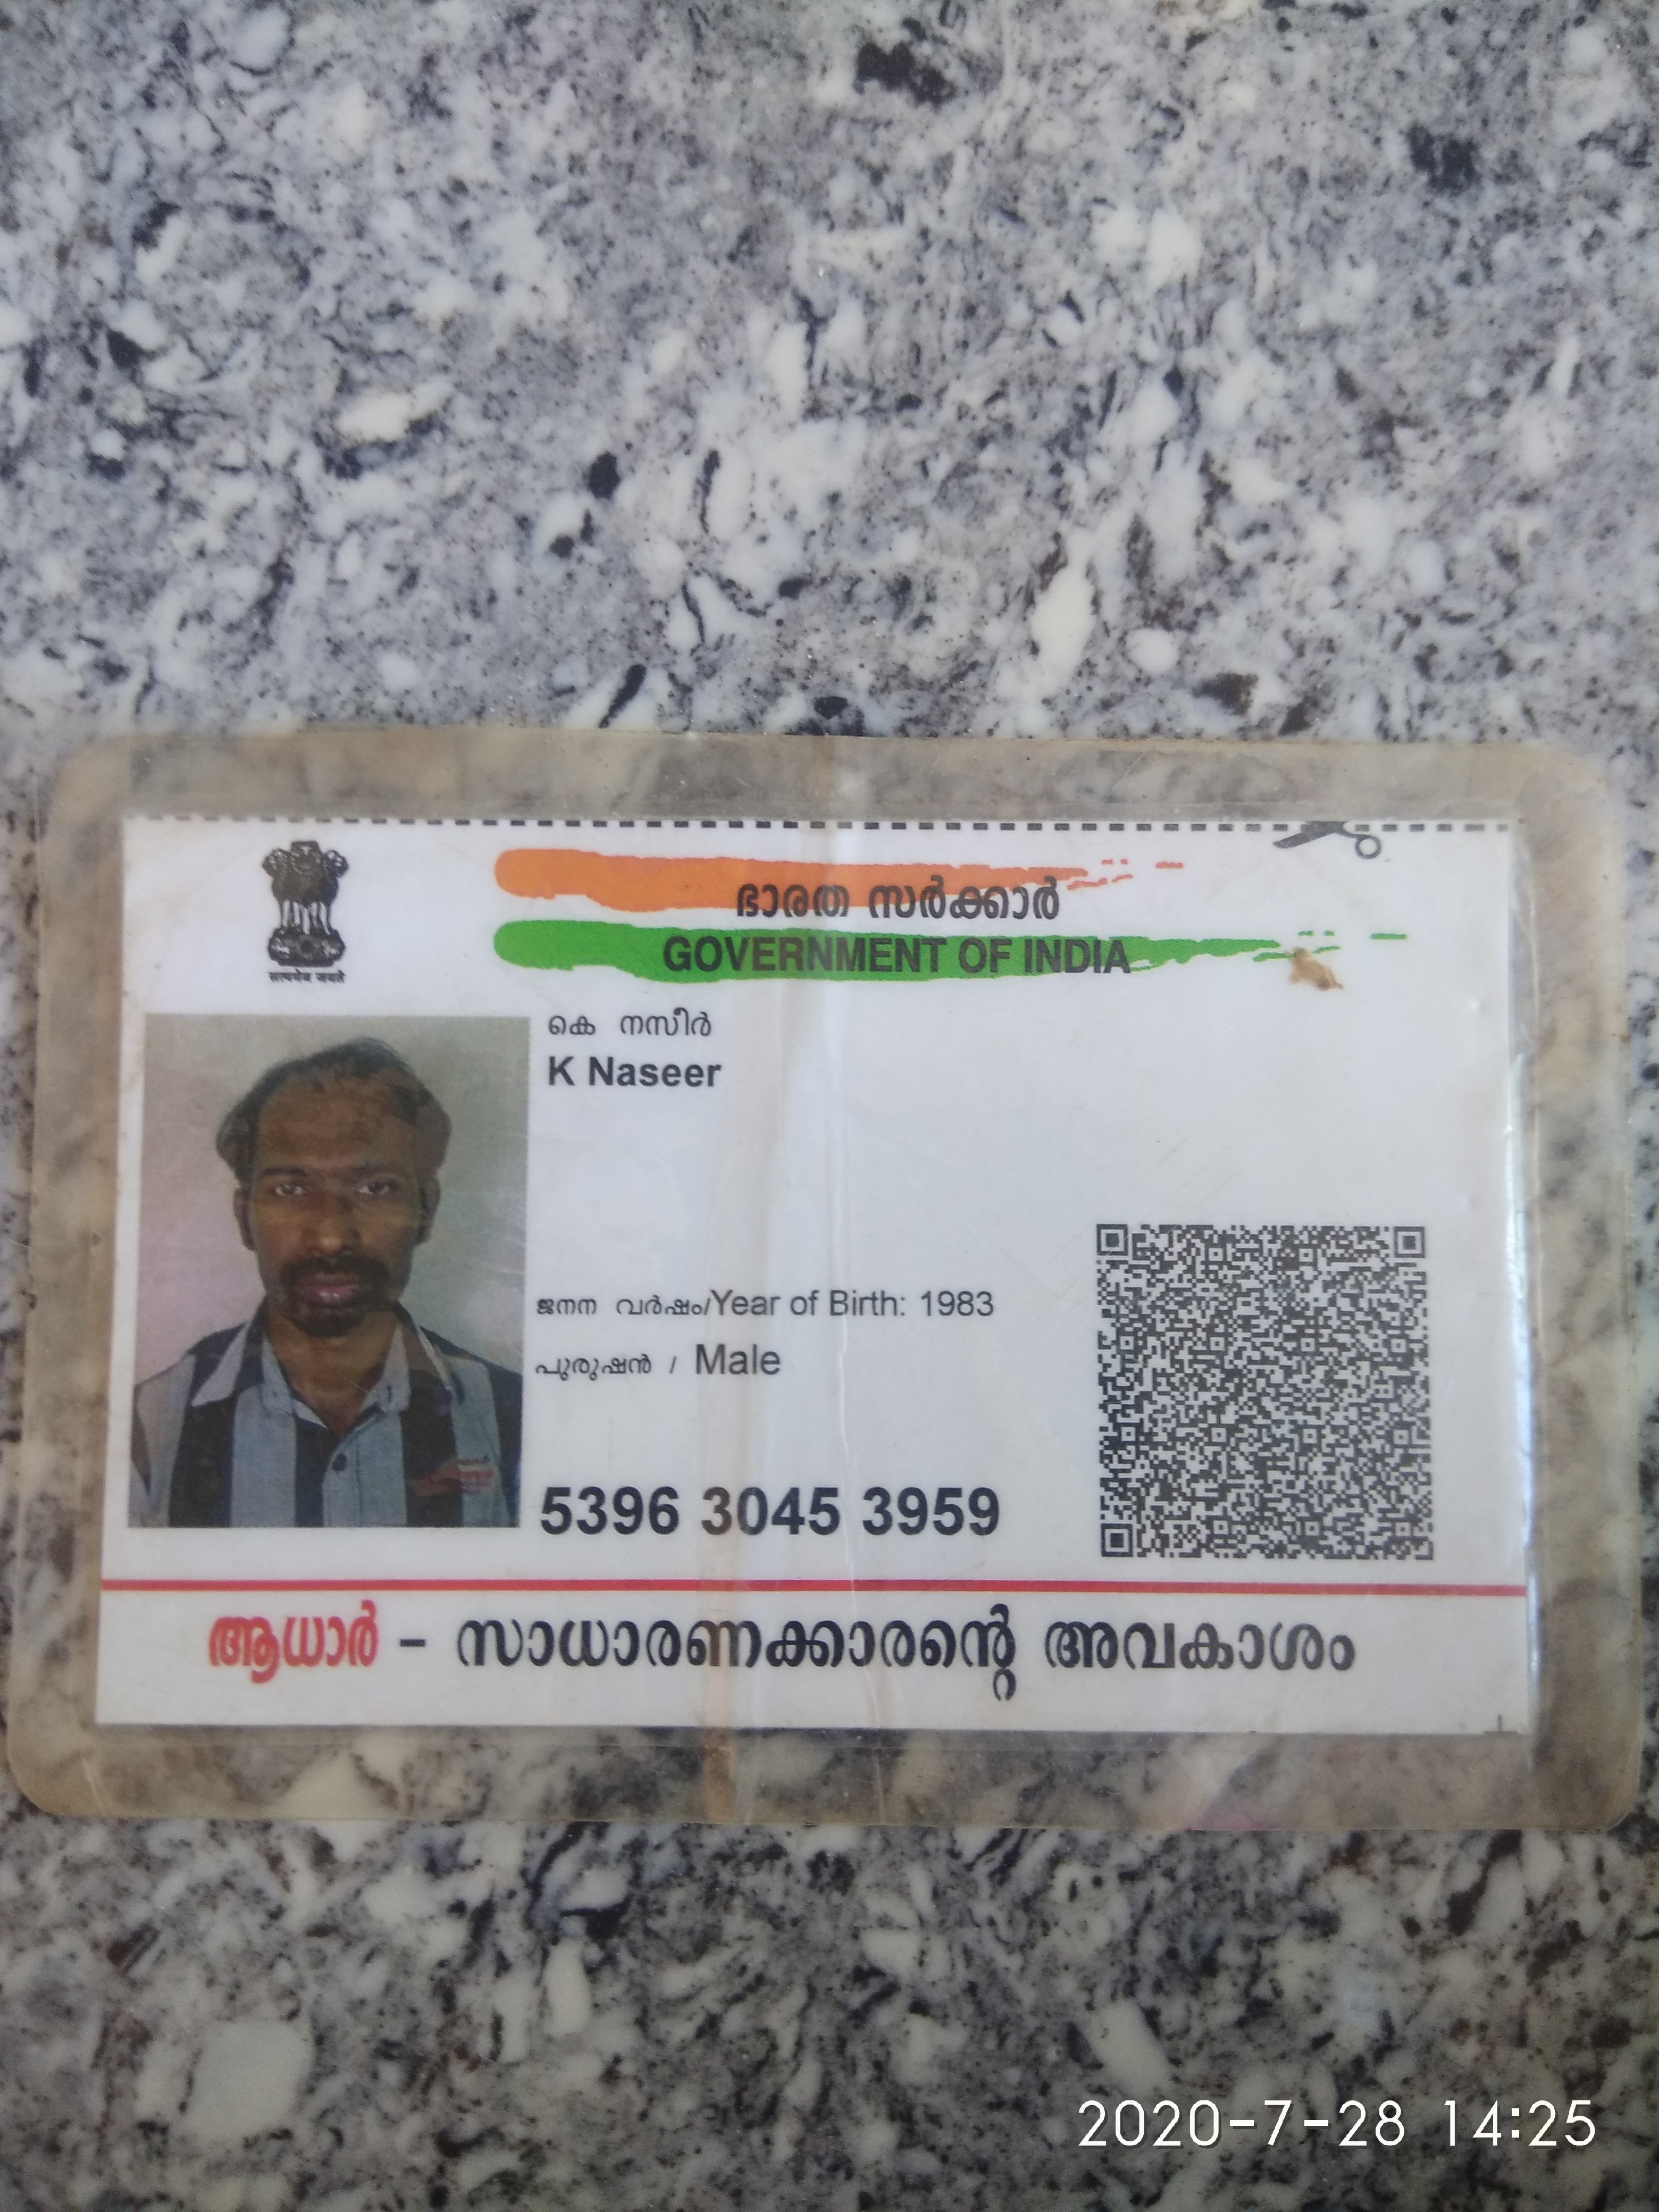 ഭാരത സർക്കാർ
GOVERNMENT OF INDIA
सत्यमेव जयते
കെ നസീർ
K Naseer
ജനന വർഷം/Year of Birth: 1983
പുരുഷൻ / Male
5396 3045 3959
ആധാർ - സാധാരണക്കാരന്റെ അവകാശം
2020-7-28 14:25